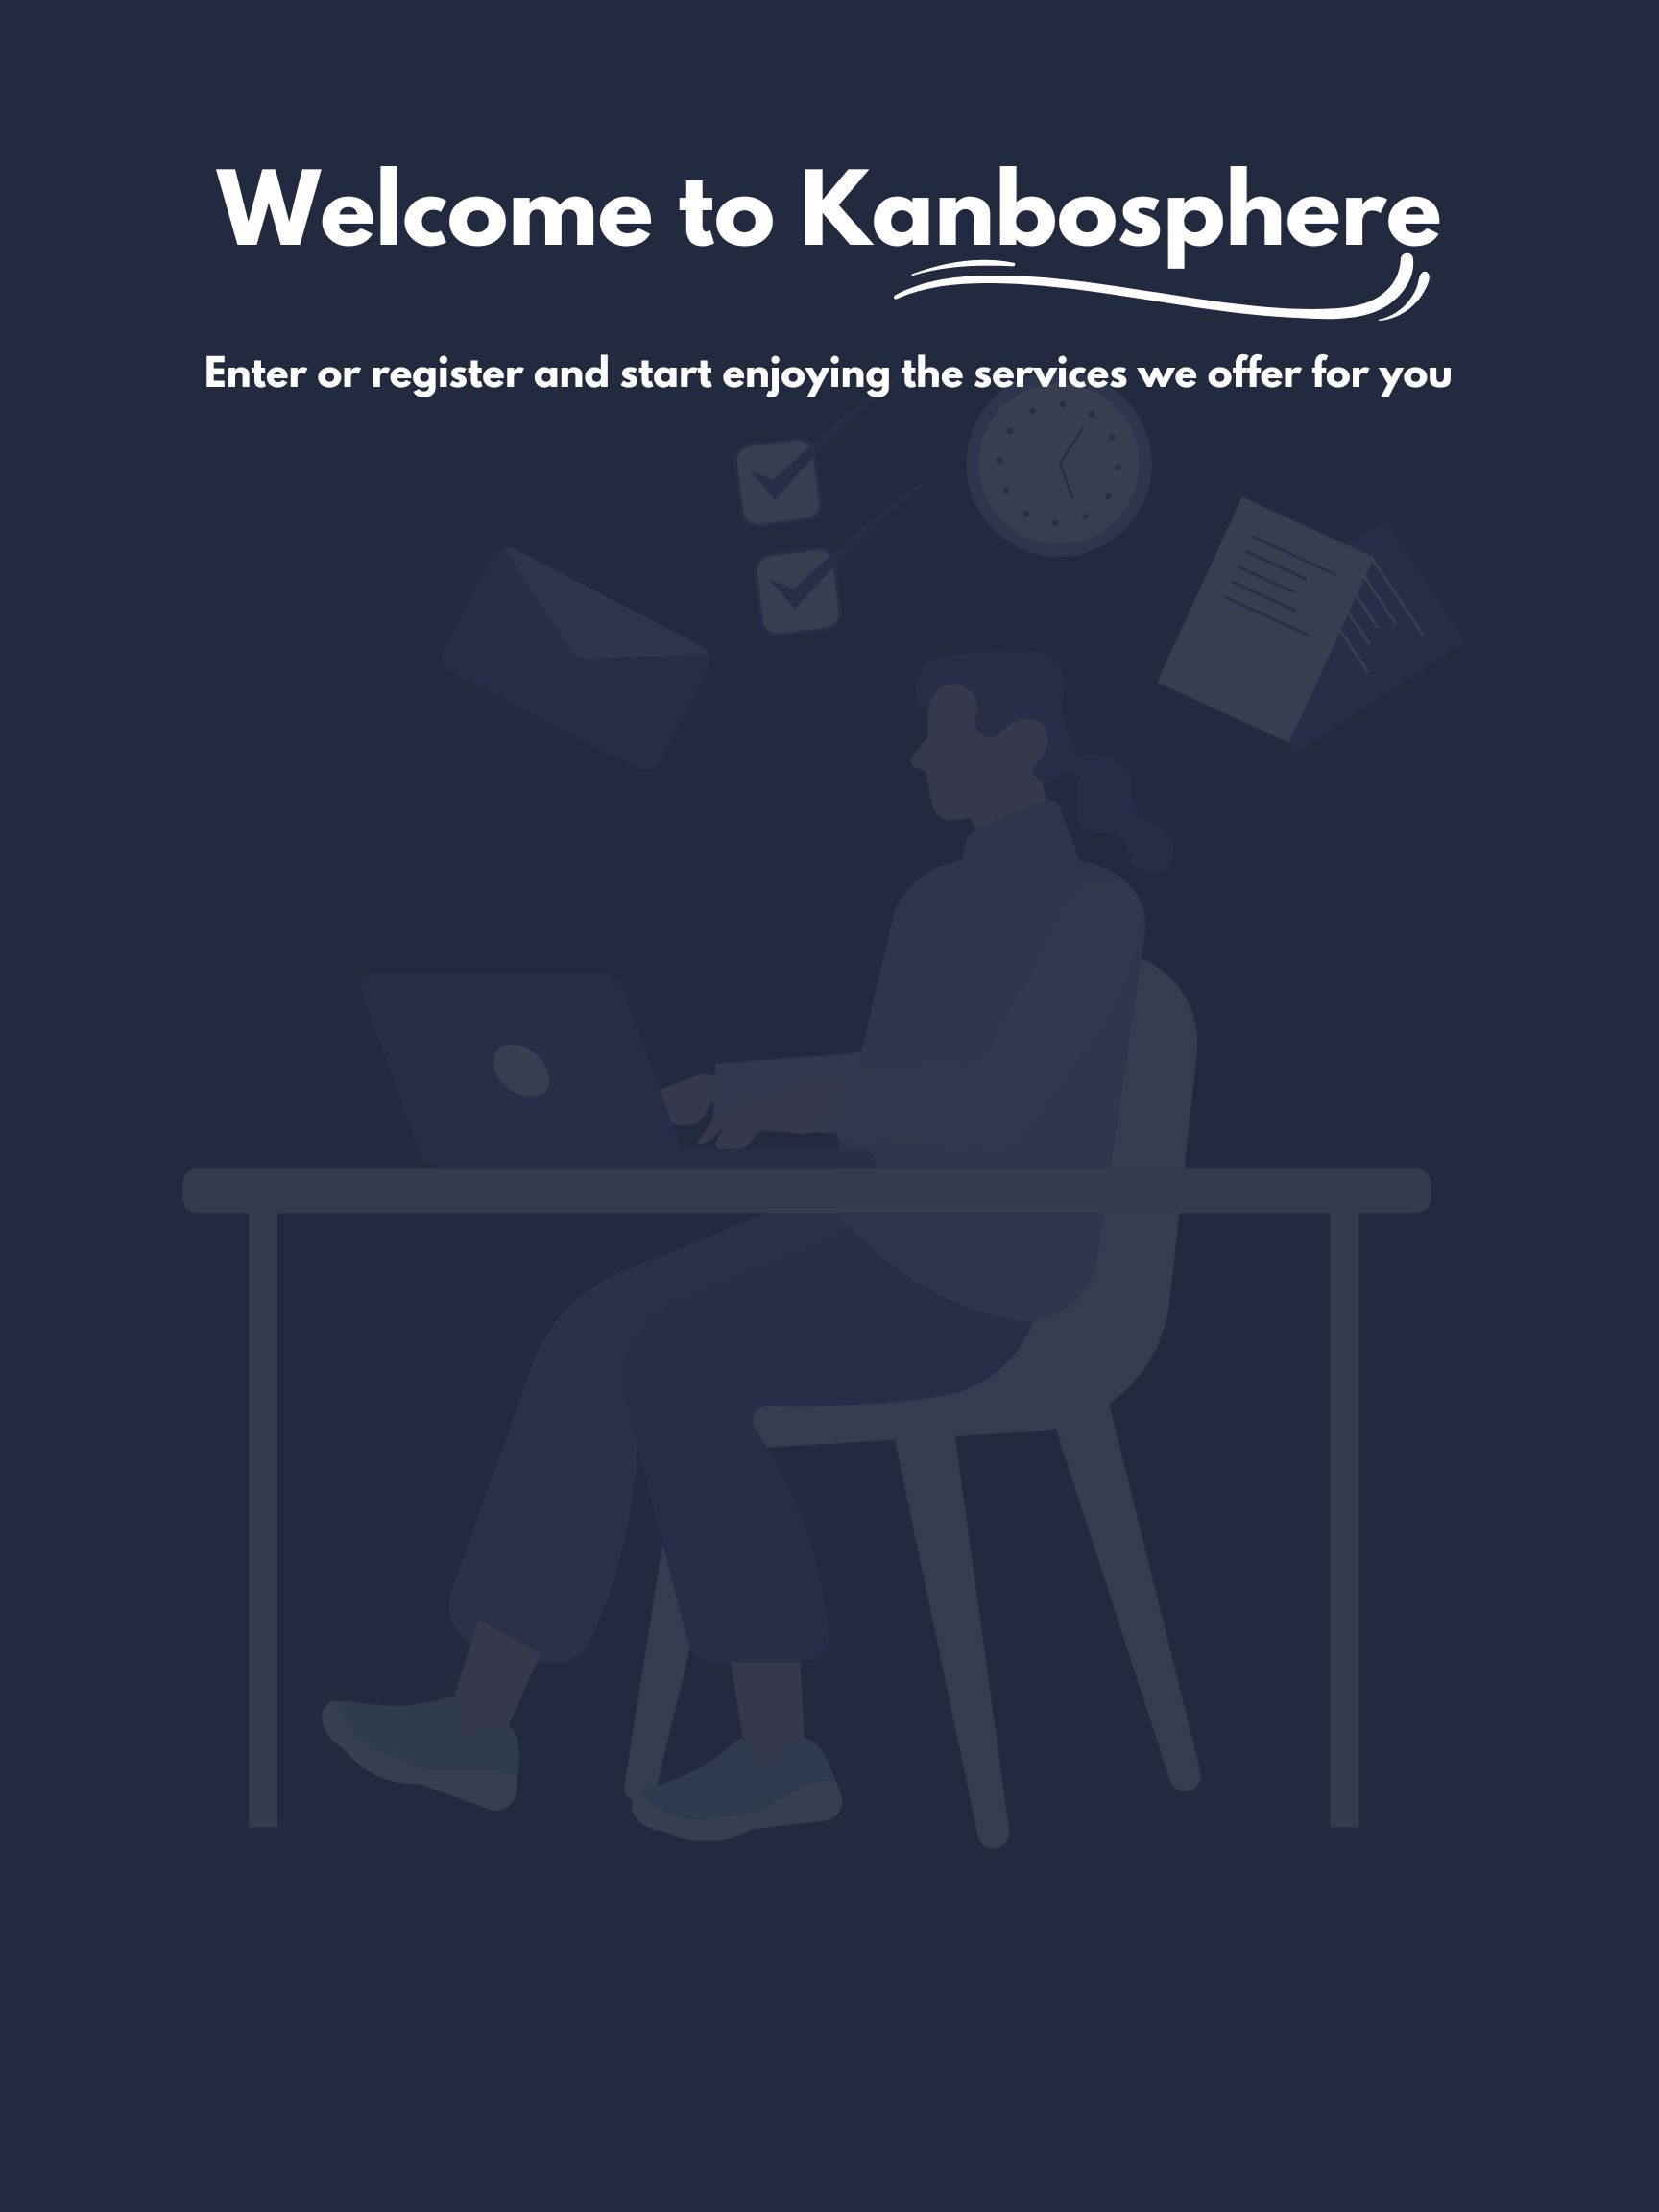 Welcome to Kanbosphere
Enter or register and start enjoying the services we offer for you